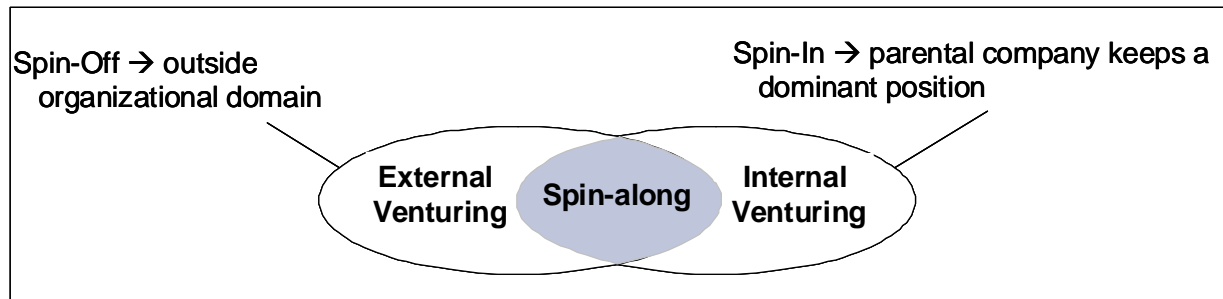 Spin-Off → outside
organizational domain
Spin-In → parental company keeps a
dominant position
External
Venturing
Spin-along
Internal
Venturing